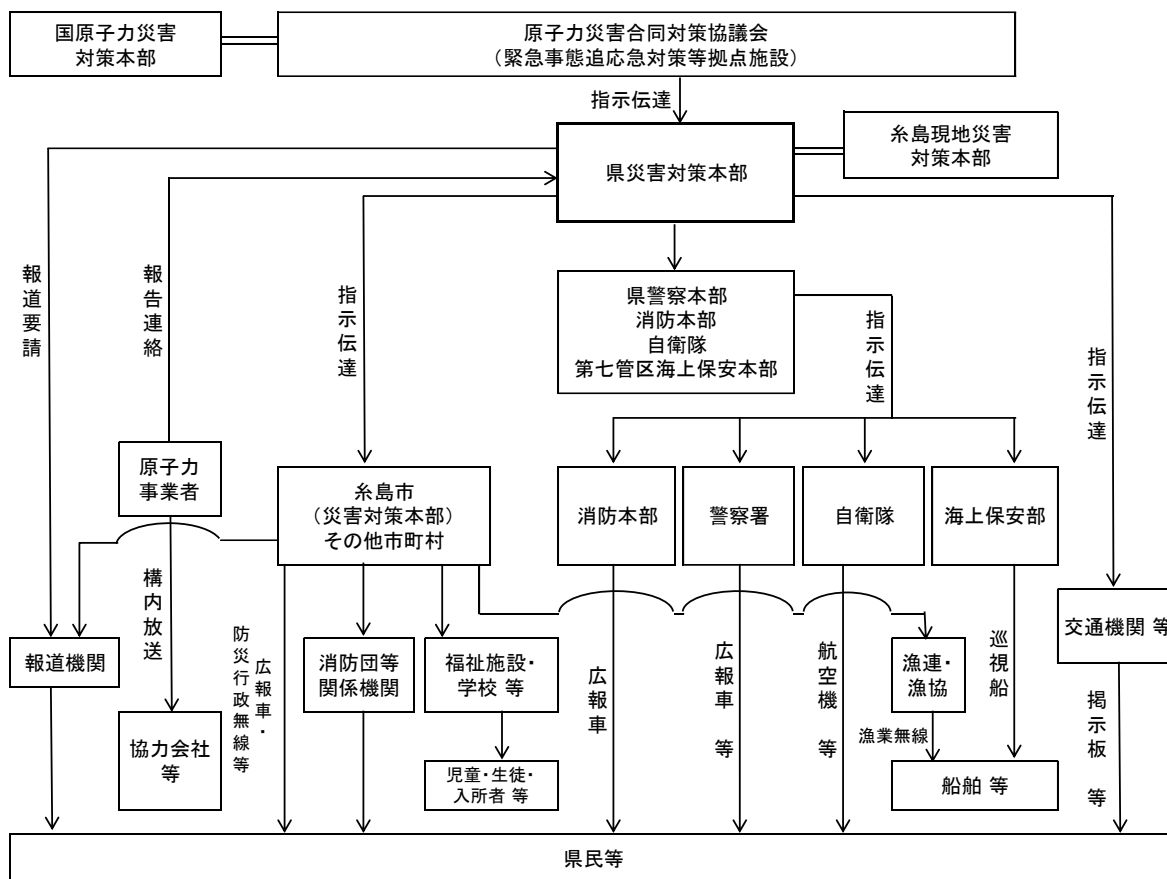 国原子力災害
対策本部
原子力災害合同対策協議会
(緊急事態追応急対策等拠点施設)
指示伝達
県災害対策本部
糸島現地災害
対策本部
報道要請
報告連絡
指示伝達
県警察本部
消防本部
自衛隊
第七管区海上保安本部
指示伝達
指示伝達
原子力
事業者
糸島市
(災害対策本部)
その他市町村
消防本部
警察署
自衛隊
海上保安部
構内放送
報道機関
広報車・
防災行政無線等
消防団等
関係機関
福祉施設・
学校 等
広報車
広報車 等
航空機 等
漁連・
漁協
巡視船
交通機関 等
協力会社
等
児童・生徒・
入所者 等
漁業無線
船舶 等
掲示板 等
県民等